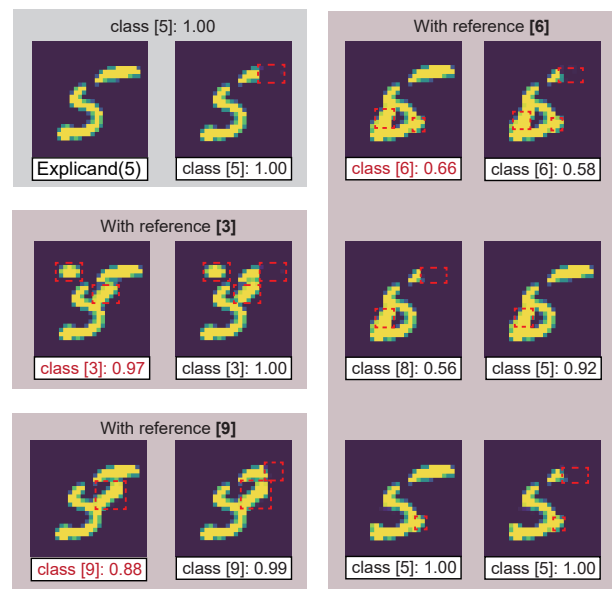 class [5]: 1.00
Explicand(5)
class [5]: 1.00
With reference [3]
class [3]: 0.97
class [3]: 1.00
With reference [9]
class [9]: 0.88
class [9]: 0.99
With reference [6]
class [6]: 0.66
class [6]: 0.58
class [8]: 0.56
class [5]: 0.92
class [5]: 1.00
class [5]: 1.00